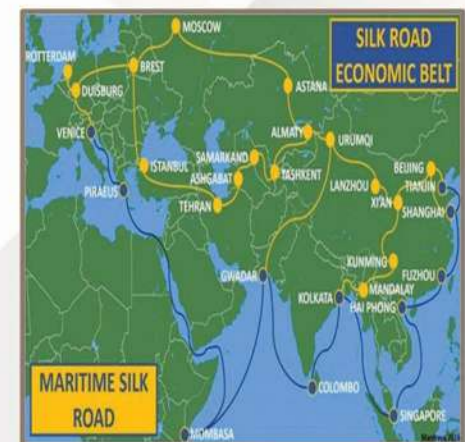 MOSCOW
SILK ROAD
ECONOMIC BELT
ROTTERDAM
BREST
DUISBURG
ASTANA
VENICE
ALMATY
URUMQI
ISTANBUL
SAMARKAND
BEIJING
TIANJIN
ASHGABAT
TASHKENT
LANZHOU
PIRAEUS
TEHRAN
XI'AN
SHANGHAI
KUNMING
GWADAR
FUZHOU
KOLKATA
MANDALAY
HAI PHONG
MARITIME SILK
ROAD
COLOMBO
SINGAPORE
MOMBASA